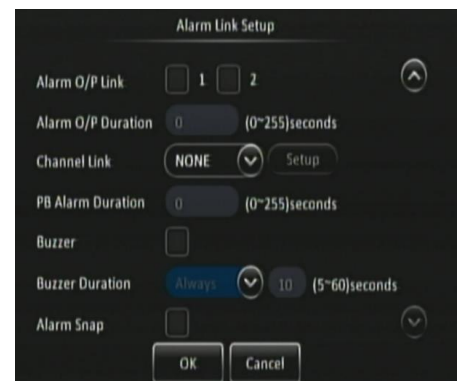 Alarm Link Setup
Alarm O/P Link 1 2
Alarm O/P Duration 0 (0~255)seconds
Channel Link NONE Setup
PB Alarm Duration 0 (0~255)seconds
Buzzer
Buzzer Duration Always 10 (5~60)seconds
Alarm Snap
OK Cancel